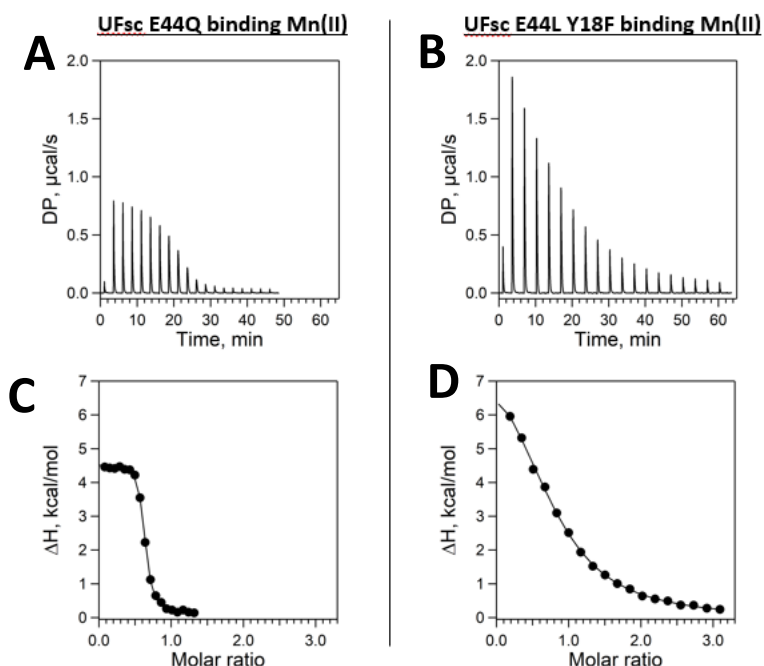 UFsc E44Q binding Mn(II)
UFsc E44L Y18F binding Mn(II)
A
2.0
1.5
1.0
0.5
0.0
DP, µcal/s
0 10 20 30 40 50 60
Time, min
B
2.0
1.5
1.0
0.5
0.0
DP, µcal/s
0 10 20 30 40 50 60
Time, min
C
7
6
5
4
3
2
1
0
ΔH, kcal/mol
0.0 1.0 2.0 3.0
Molar ratio
D
7
6
5
4
3
2
1
0
ΔH, kcal/mol
0.0 1.0 2.0 3.0
Molar ratio